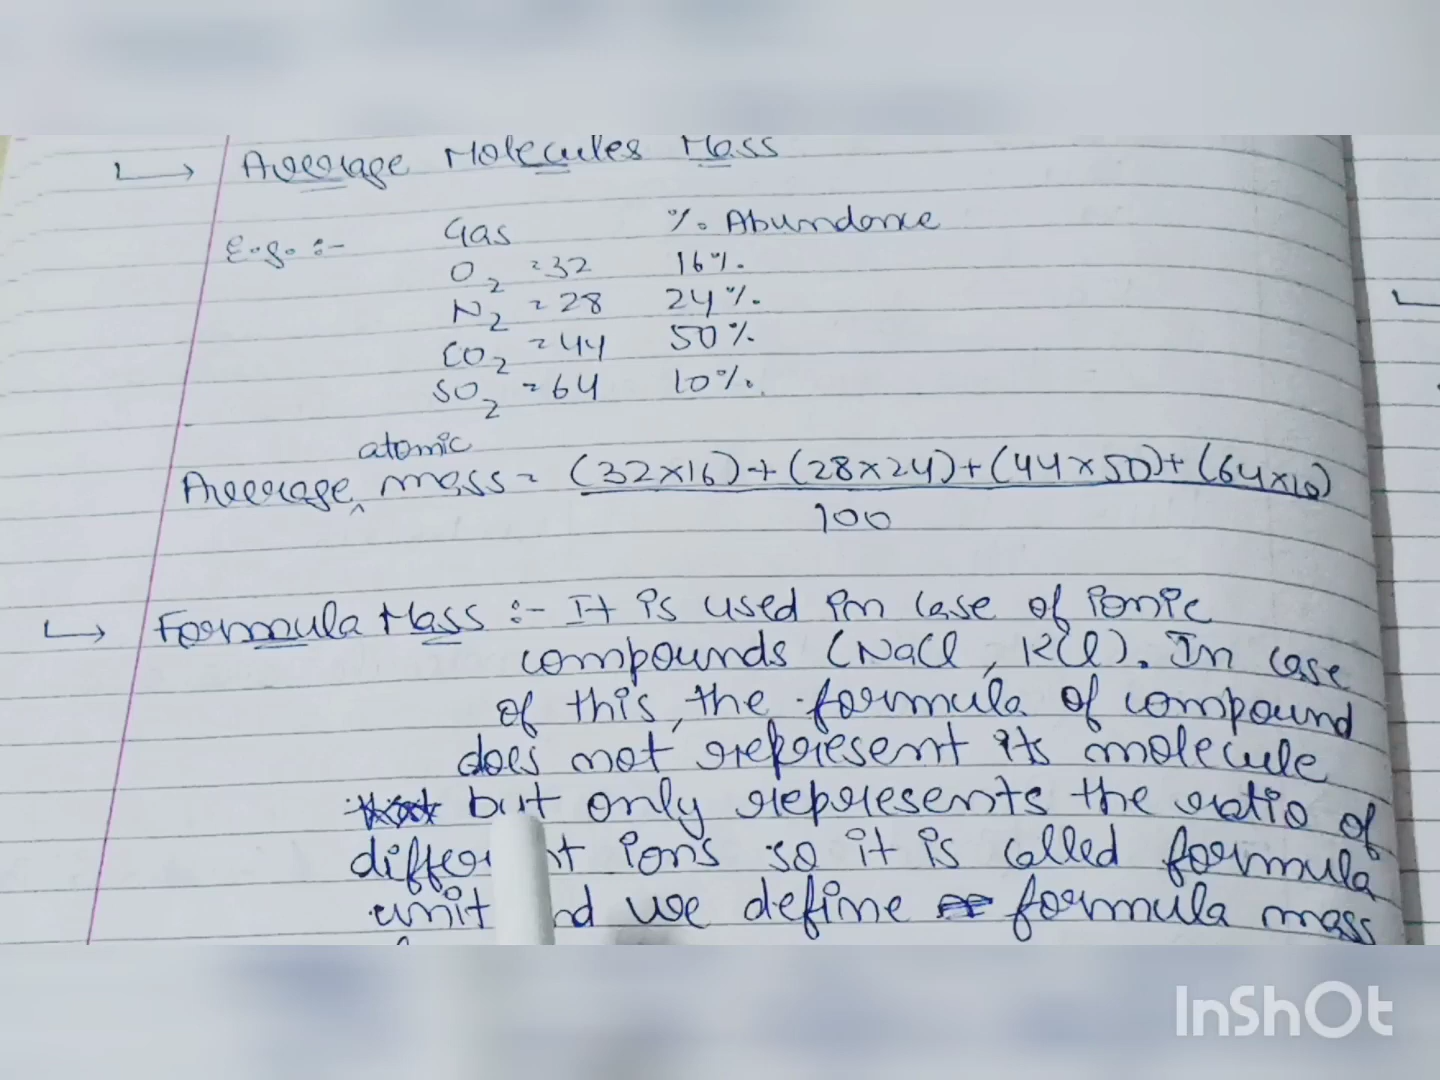 ↳ Average Molecules Mass
E.g. :- Gas % Abundance
O2 = 32 16%.
N2 = 28 24%.
CO2 = 44 50%.
SO2 = 64 10%.
atomic
Average ^ mass = (32×16)+(28×24)+(44×50)+(64×10)
100
↳ Formula Mass :- It is used in case of ionic
compounds (NaCl, KCl). In case
of this, the formula of compound
does not represent its molecule
but only represents the ratio of
different ions so it is called formula
unit and we define formula mass
InShOt